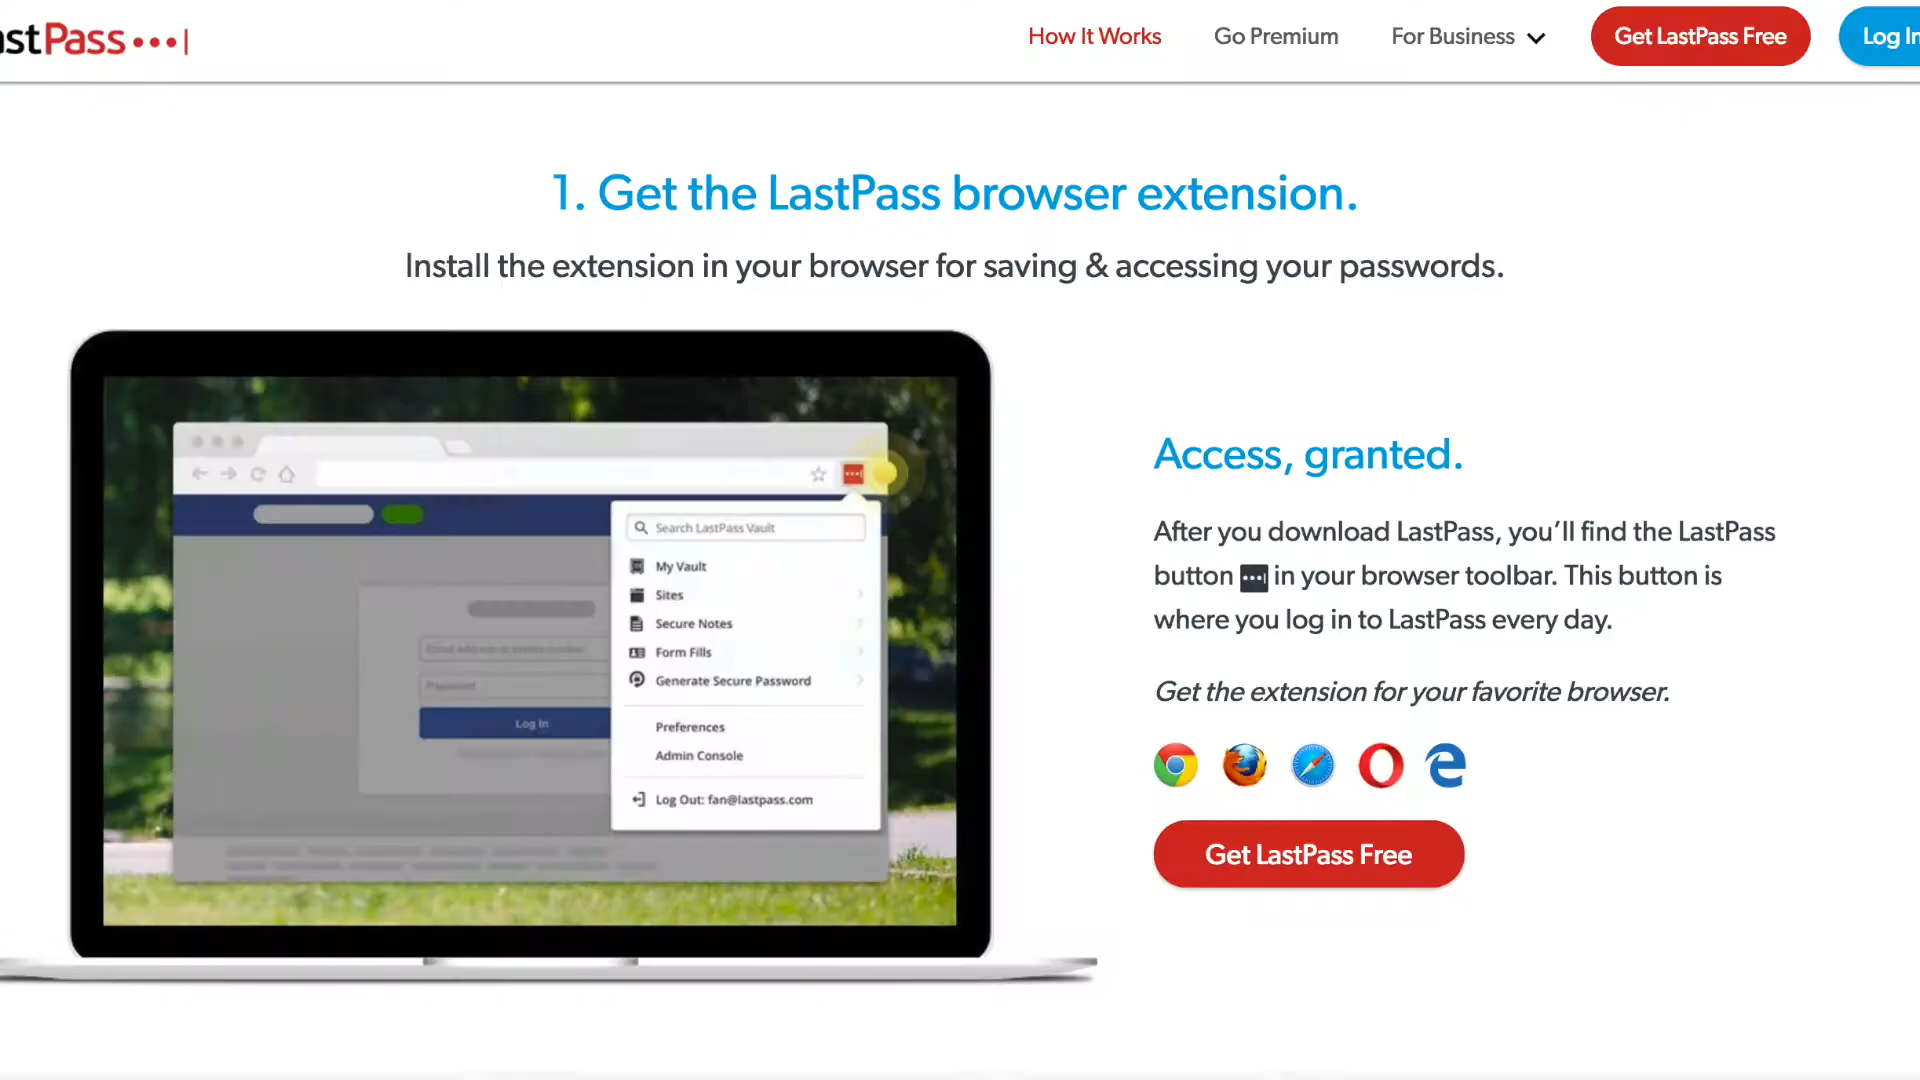 astPass
How It Works
Go Premium
For Business
Get LastPass Free
Log In
1. Get the LastPass browser extension.
Install the extension in your browser for saving & accessing your passwords.
Search LastPass Vault
My Vault
Sites
Secure Notes
Form Fills
Generate Secure Password
Preferences
Admin Console
Log Out: fan@lastpass.com
Password
Log In
Access, granted.
After you download LastPass, you’ll find the LastPass
button in your browser toolbar. This button is
where you log in to LastPass every day.
Get the extension for your favorite browser.
Get LastPass Free